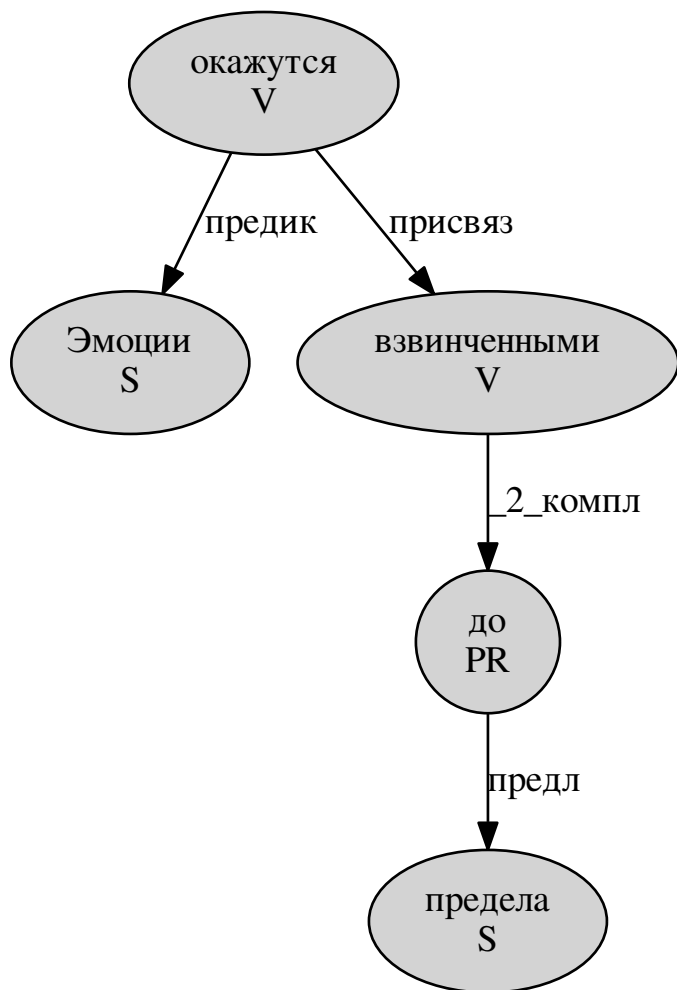 окажутся
V
предик
присвяз
Эмоции
S
взвинченными
V
_2_компл
до
PR
предл
предела
S